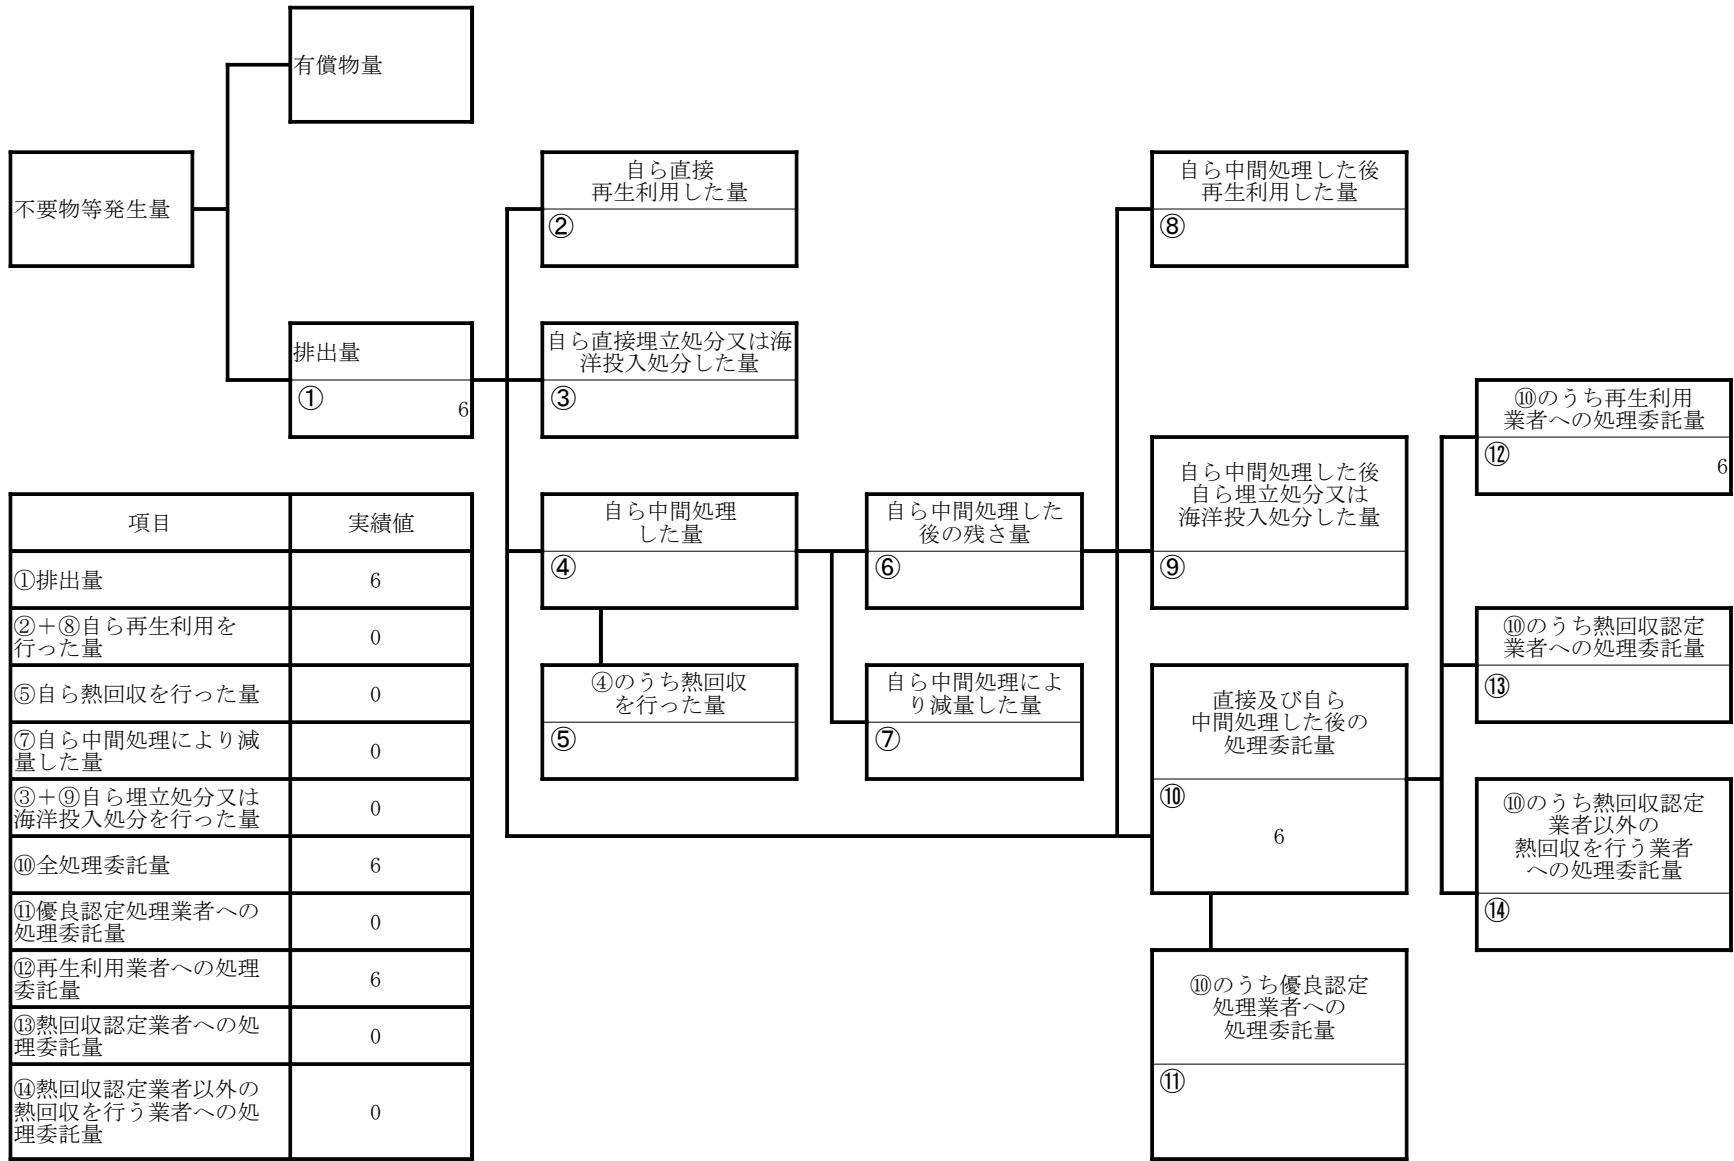 有償物量
不要物等発生量
自ら直接
再生利用した量
②
自ら中間処理した後
再生利用した量
⑧
排出量
①
6
自ら直接埋立処分又は海
洋投入処分した量
③
⑩のうち再生利用
業者への処理委託量
⑫
6
自ら中間処理
した量
④
自ら中間処理した
後の残さ量
⑥
自ら中間処理した後
自ら埋立処分又は
海洋投入処分した量
⑨
④のうち熱回収
を行った量
⑤
自ら中間処理によ
り減量した量
⑦
直接及び自ら
中間処理した後の
処理委託量
⑩
6
⑩のうち熱回収認定
業者への処理委託量
⑬
⑩のうち熱回収認定
業者以外の
熱回収を行う業者
への処理委託量
⑭
⑩のうち優良認定
処理業者への
処理委託量
⑪
項目 実績値
①排出量 6
②+⑧自ら再生利用を
行った量 0
⑤自ら熱回収を行った量 0
⑦自ら中間処理により減
量した量 0
③+⑨自ら埋立処分又は
海洋投入処分を行った量 0
⑩全処理委託量 6
⑪優良認定処理業者への
処理委託量 0
⑫再生利用業者への処理
委託量 6
⑬熱回収認定業者への処
理委託量 0
⑭熱回収認定業者以外の
熱回収を行う業者への処
理委託量 0